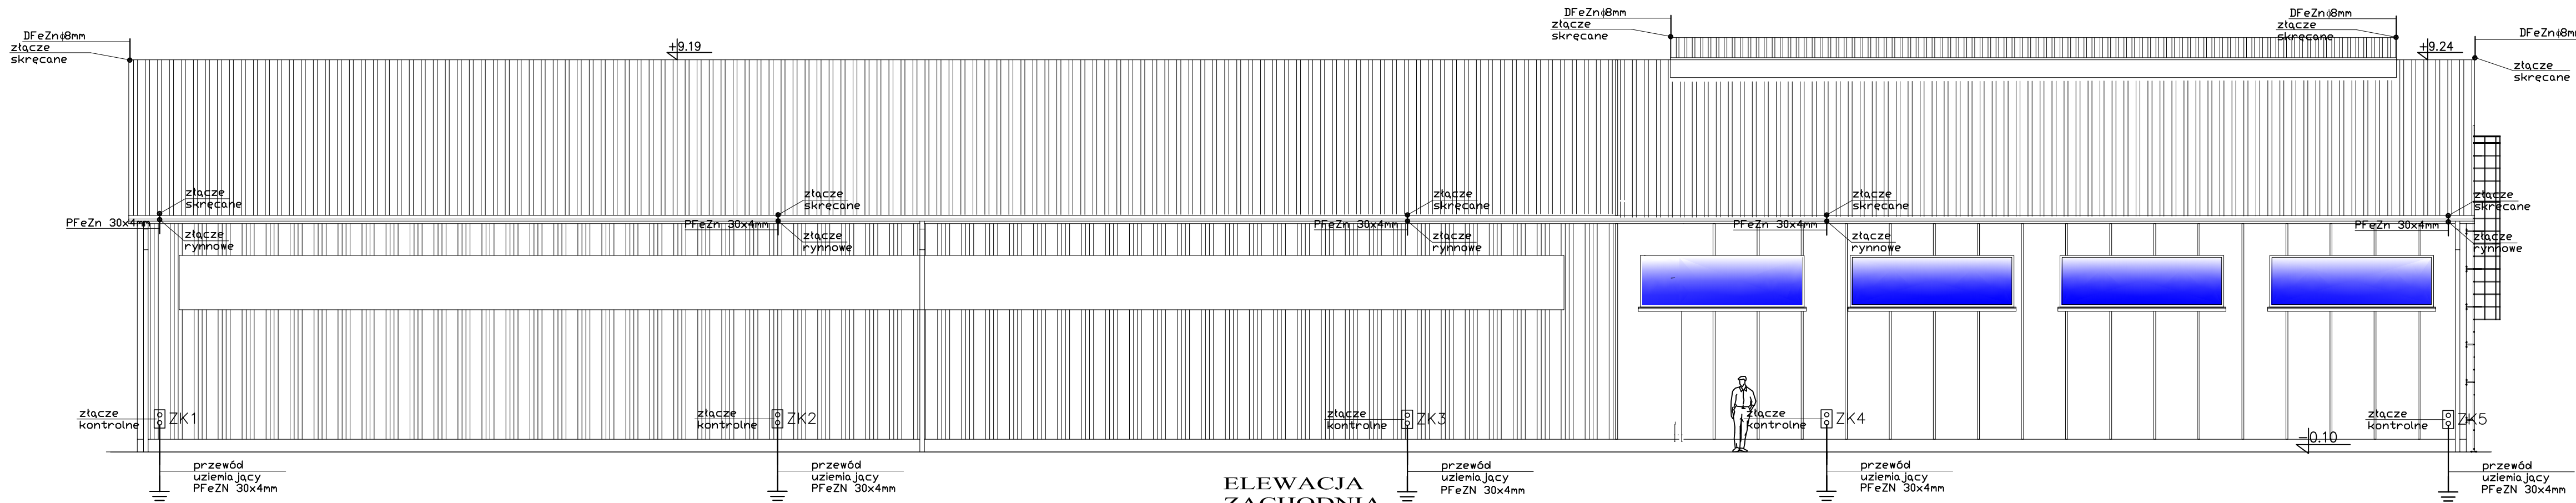 DFeZnϕ8mm
złącze
skręcane
+9.19
DFeZnϕ8mm
złącze
skręcane
DFeZnϕ8mm
złącze
skręcane
+9.24
DFeZnϕ8m
złącze
skręcane
złącze
skręcane
PFeZn 30x4mm
złącze
rynnowe
złącze
skręcane
PFeZn 30x4mm
złącze
rynnowe
złącze
skręcane
PFeZn 30x4mm
złącze
rynnowe
złącze
skręcane
PFeZn 30x4mm
złącze
rynnowe
złącze
skręcane
PFeZn 30x4mm
złącze
rynnowe
złącze
kontrolne
ZK1
złącze
kontrolne
ZK2
złącze
kontrolne
ZK3
złącze
kontrolne
ZK4
złącze
kontrolne
ZK5
-0.10
przewód
uziemiający
PFeZN 30x4mm
przewód
uziemiający
PFeZN 30x4mm
przewód
uziemiający
PFeZN 30x4mm
przewód
uziemiający
PFeZN 30x4mm
przewód
uziemiający
PFeZN 30x4mm
ELEWACJA
ZACHODNIA